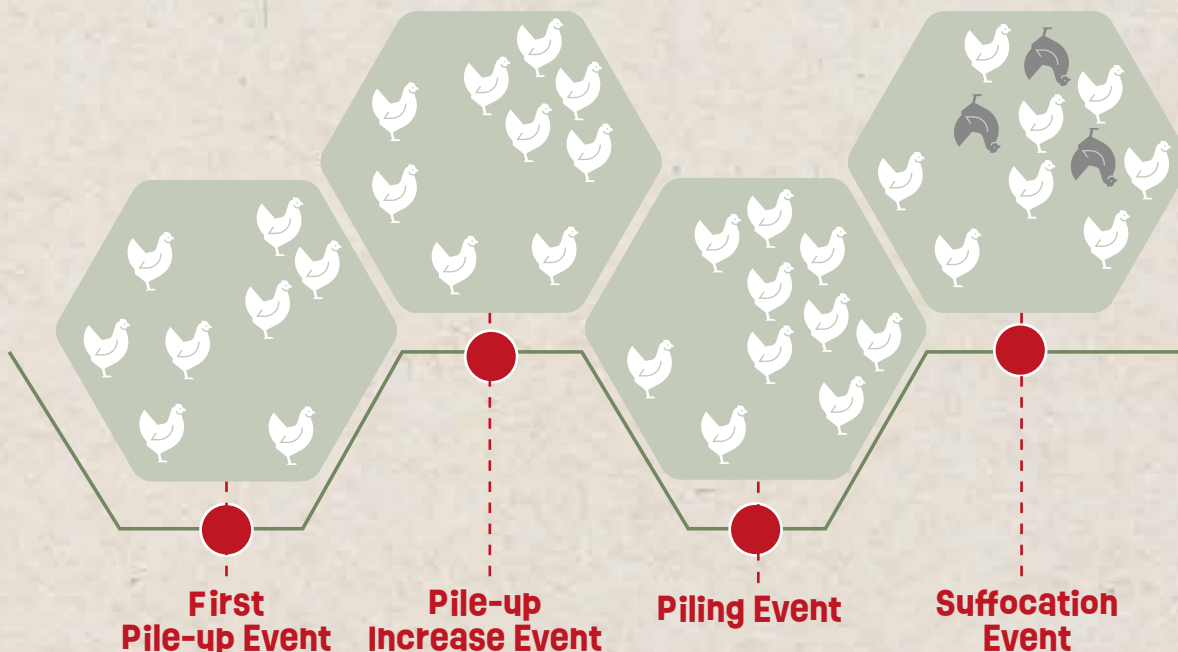 First
Pile-up Event
Pile-up
Increase Event
Piling Event
Suffocation
Event